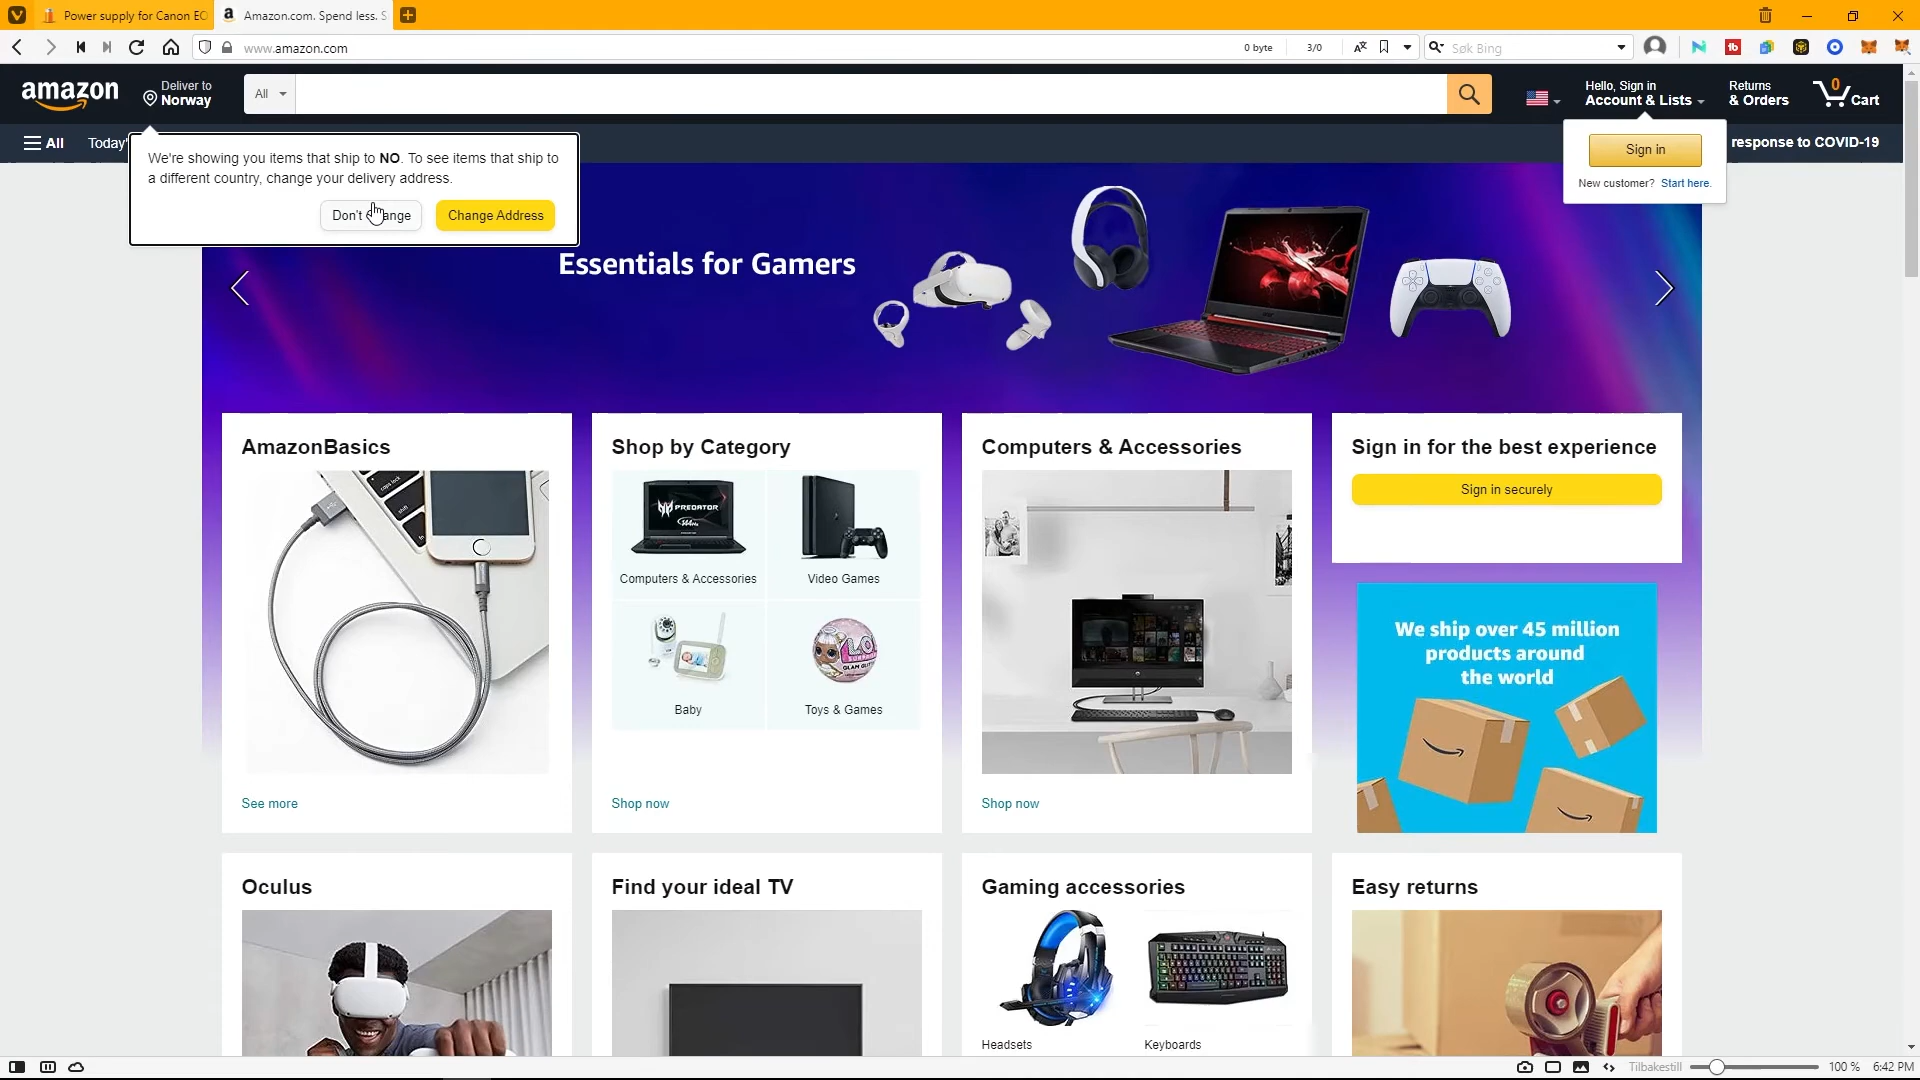 Power supply for Canon EO
Amazon.com. Spend less. S
www.amazon.com
0 byte
3/0
Søk Bing
amazon
Deliver to
Norway
All
Hello, Sign in
Account & Lists
Returns
& Orders
0
Cart
All
Today'
response to COVID-19
We're showing you items that ship to NO. To see items that ship to
a different country, change your delivery address.
Change Address
Sign in
New customer? Start here.
Essentials for Gamers
AmazonBasics
See more
Shop by Category
PREDATOR
Computers & Accessories
Video Games
Baby
Toys & Games
Shop now
Computers & Accessories
Shop now
Sign in for the best experience
Sign in securely
We ship over 45 million
products around
the world
Oculus
Find your ideal TV
Gaming accessories
Headsets
Keyboards
Easy returns
Tilbakestill
100 %
6:42 PM